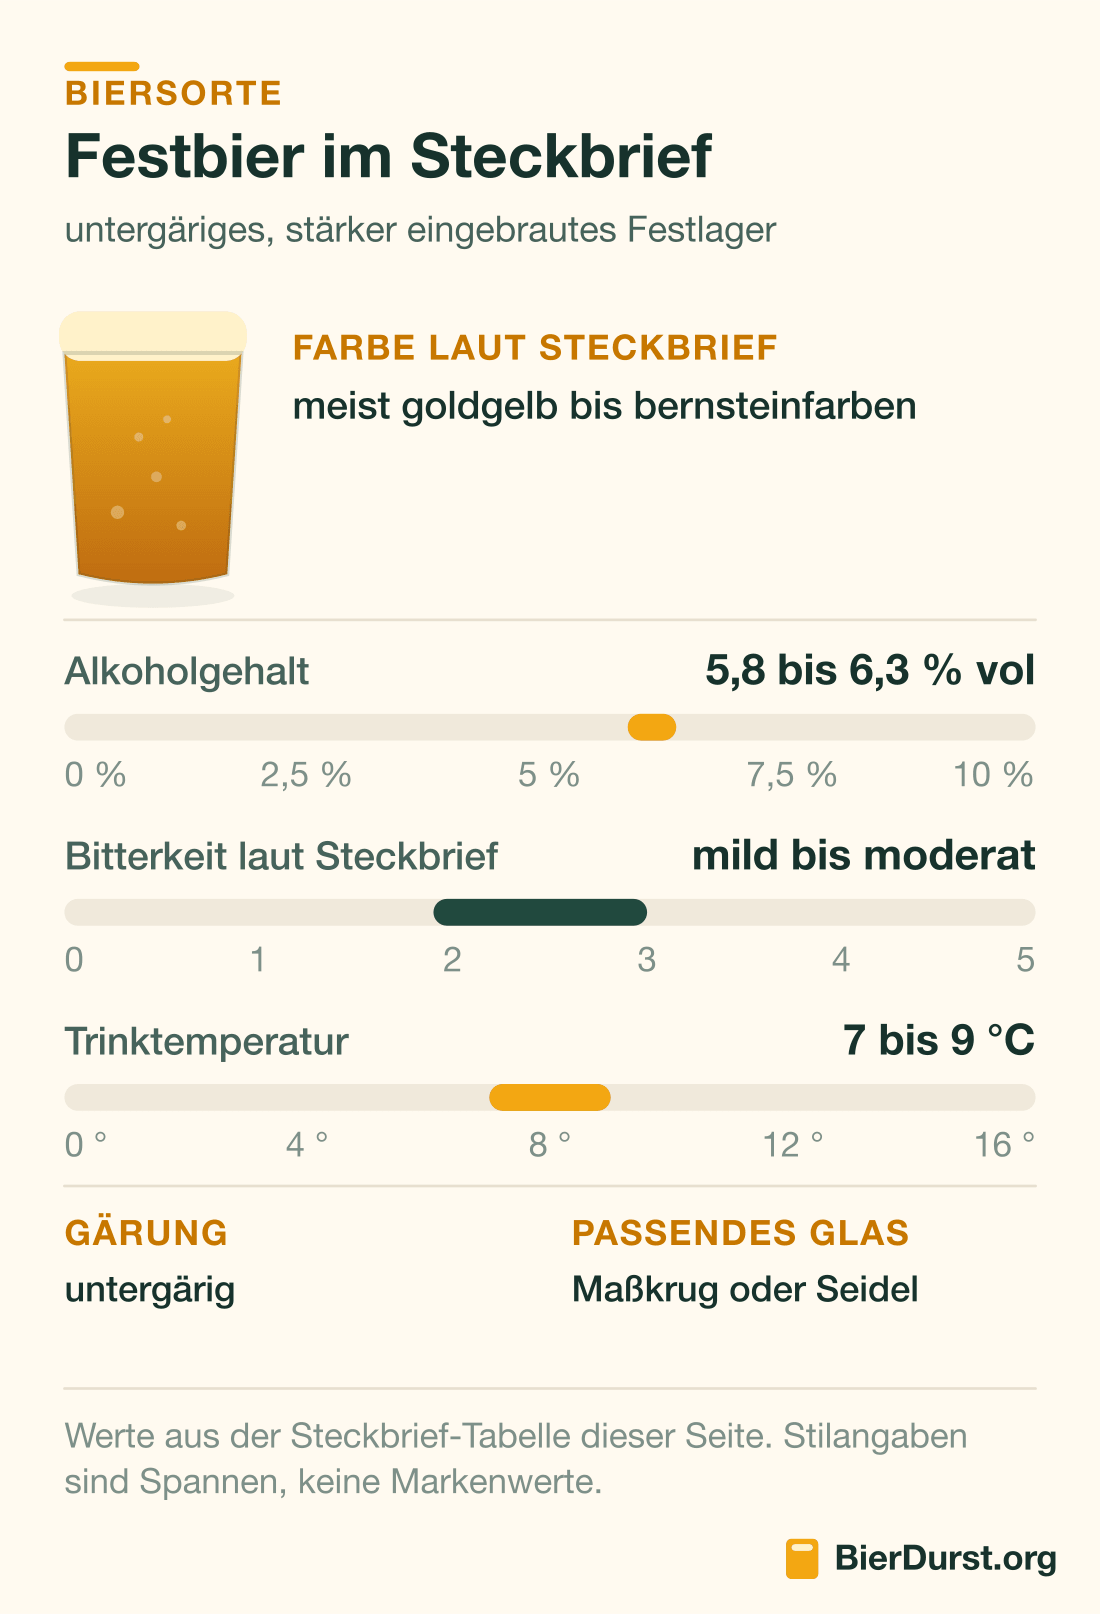 BIERSORTE
Festbier im Steckbrief
untergäriges, stärker eingebrautes Festlager
FARBE LAUT STECKBRIEF
meist goldgelb bis bernsteinfarben
Alkoholgehalt 5,8 bis 6,3 % vol
0 % 2,5 % 5 % 7,5 % 10 %
Bitterkeit laut Steckbrief mild bis moderat
0 1 2 3 4 5
Trinktemperatur 7 bis 9 °C
0 ° 4 ° 8 ° 12 ° 16 °
GÄRUNG PASSENDES GLAS
untergärig Maßkrug oder Seidel
Werte aus der Steckbrief-Tabelle dieser Seite. Stilangaben
sind Spannen, keine Markenwerte.
BierDurst.org